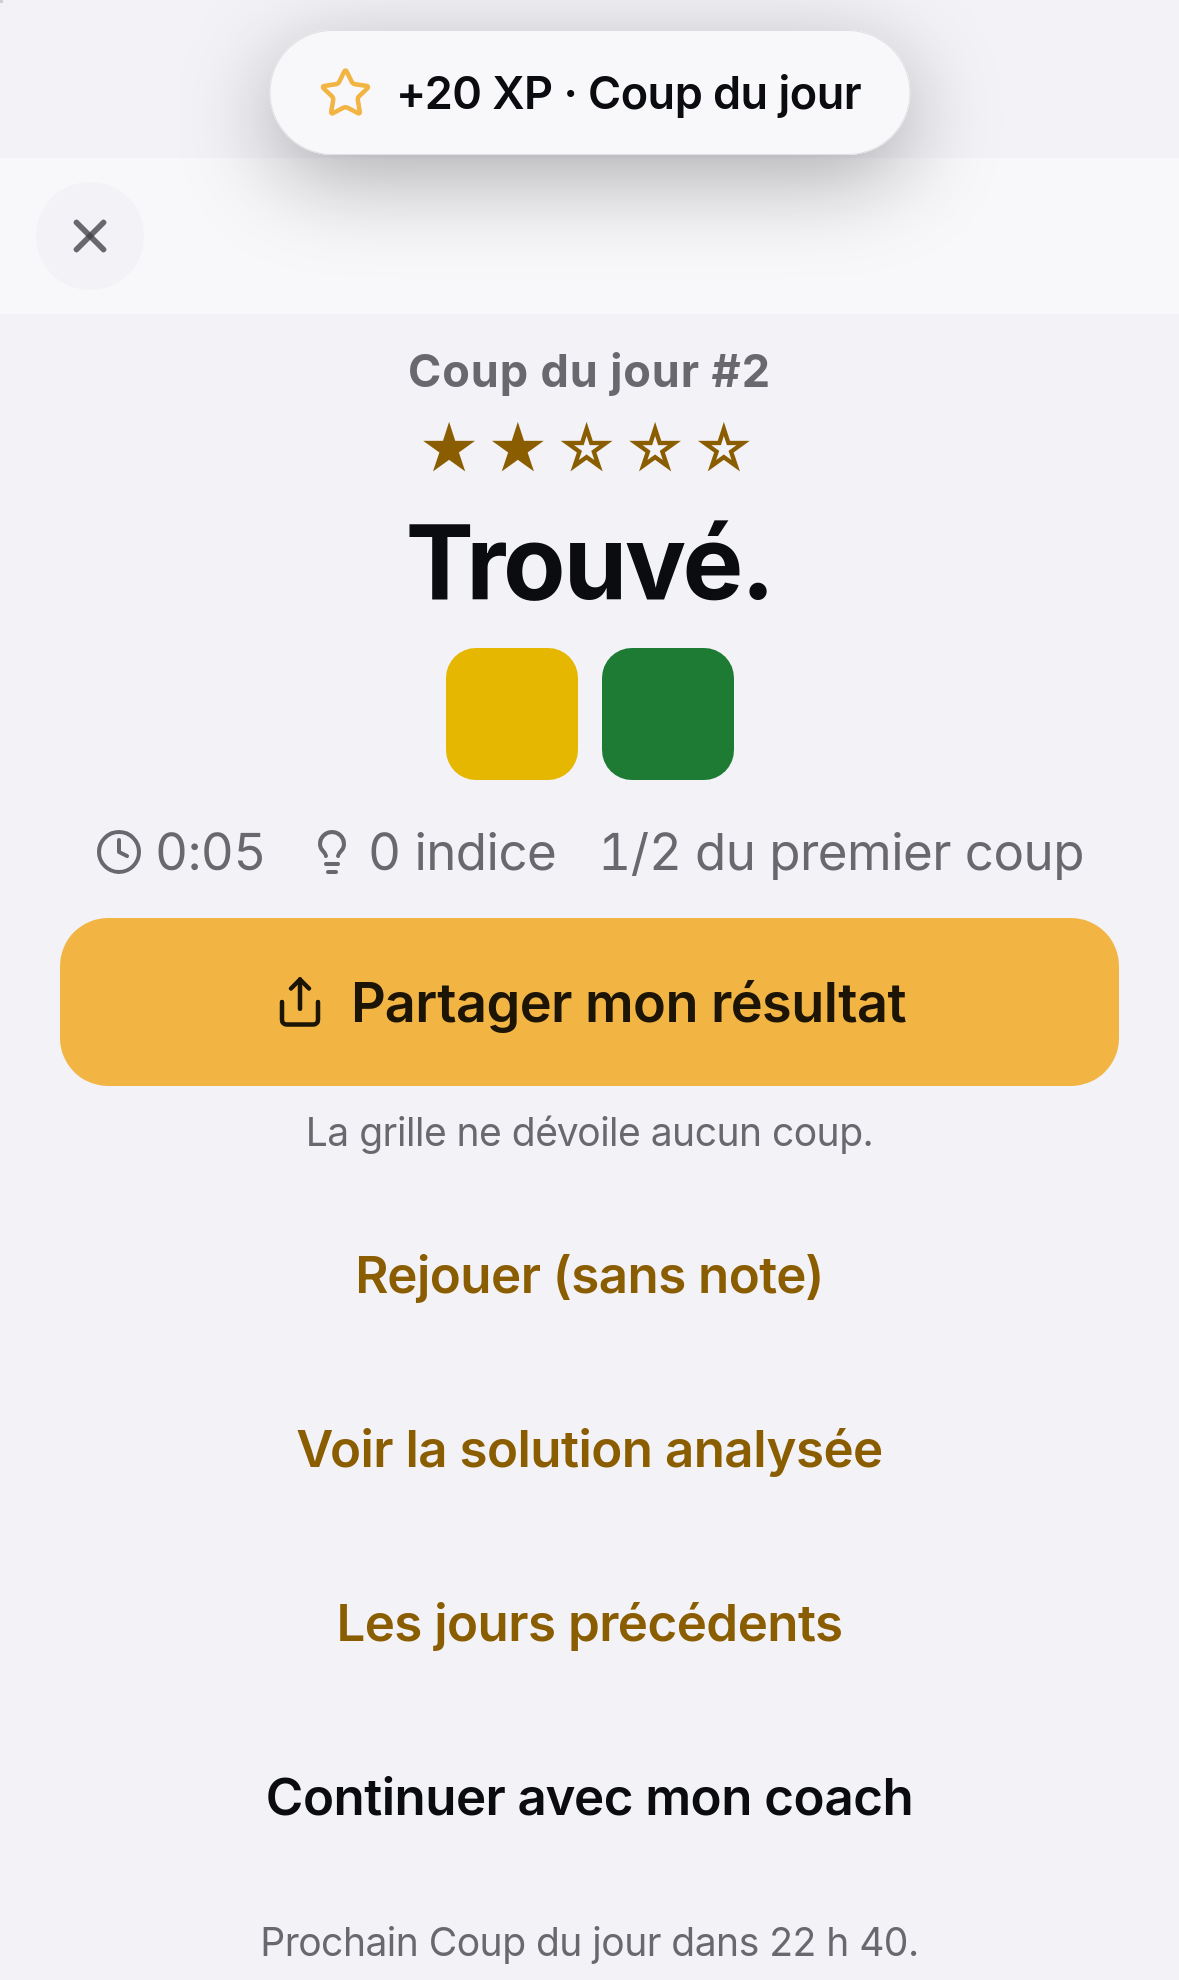 +20 XP · Coup du jour
Coup du jour #2
★★☆☆☆
Trouvé.
0:05 0 indice 1/2 du premier coup
Partager mon résultat
La grille ne dévoile aucun coup.
Rejouer (sans note)
Voir la solution analysée
Les jours précédents
Continuer avec mon coach
Prochain Coup du jour dans 22 h 40.